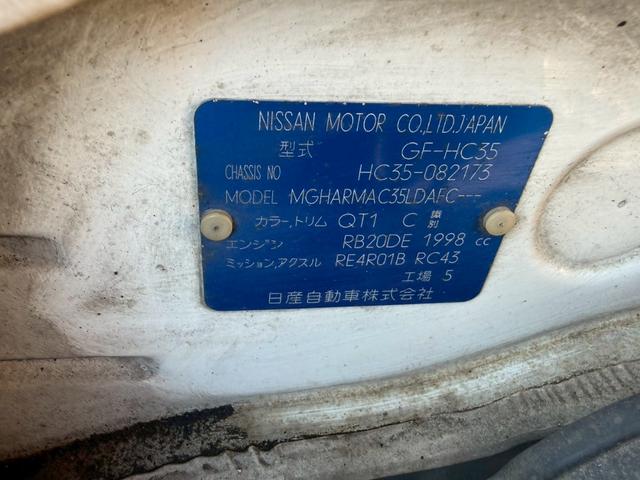 NISSAN MOTOR CO.,LTD.JAPAN
型式 GF-HC35
CHASSIS NO HC35-082173
MODEL MGHARMAC35LDAFC---
カラー,トリム QT1 C 識別
エンジン RB20DE 1998 cc
ミッション,アクスル RE4R01B RC43
工場 5
日産自動車株式会社